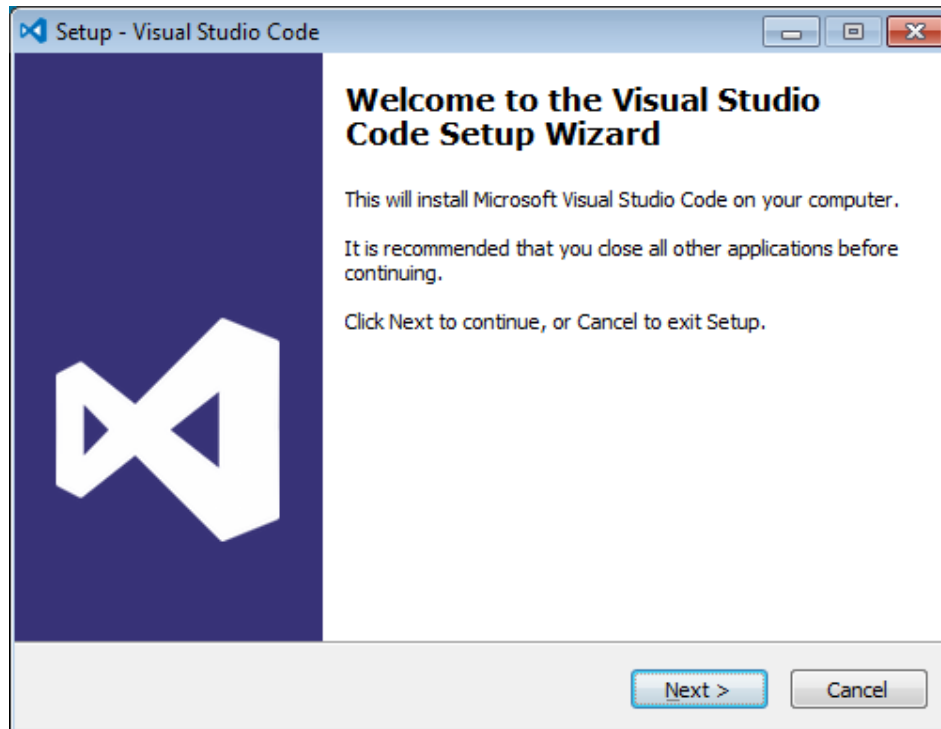 Setup - Visual Studio Code
Welcome to the Visual Studio
Code Setup Wizard
This will install Microsoft Visual Studio Code on your computer.
It is recommended that you close all other applications before
continuing.
Click Next to continue, or Cancel to exit Setup.
Next >
Cancel